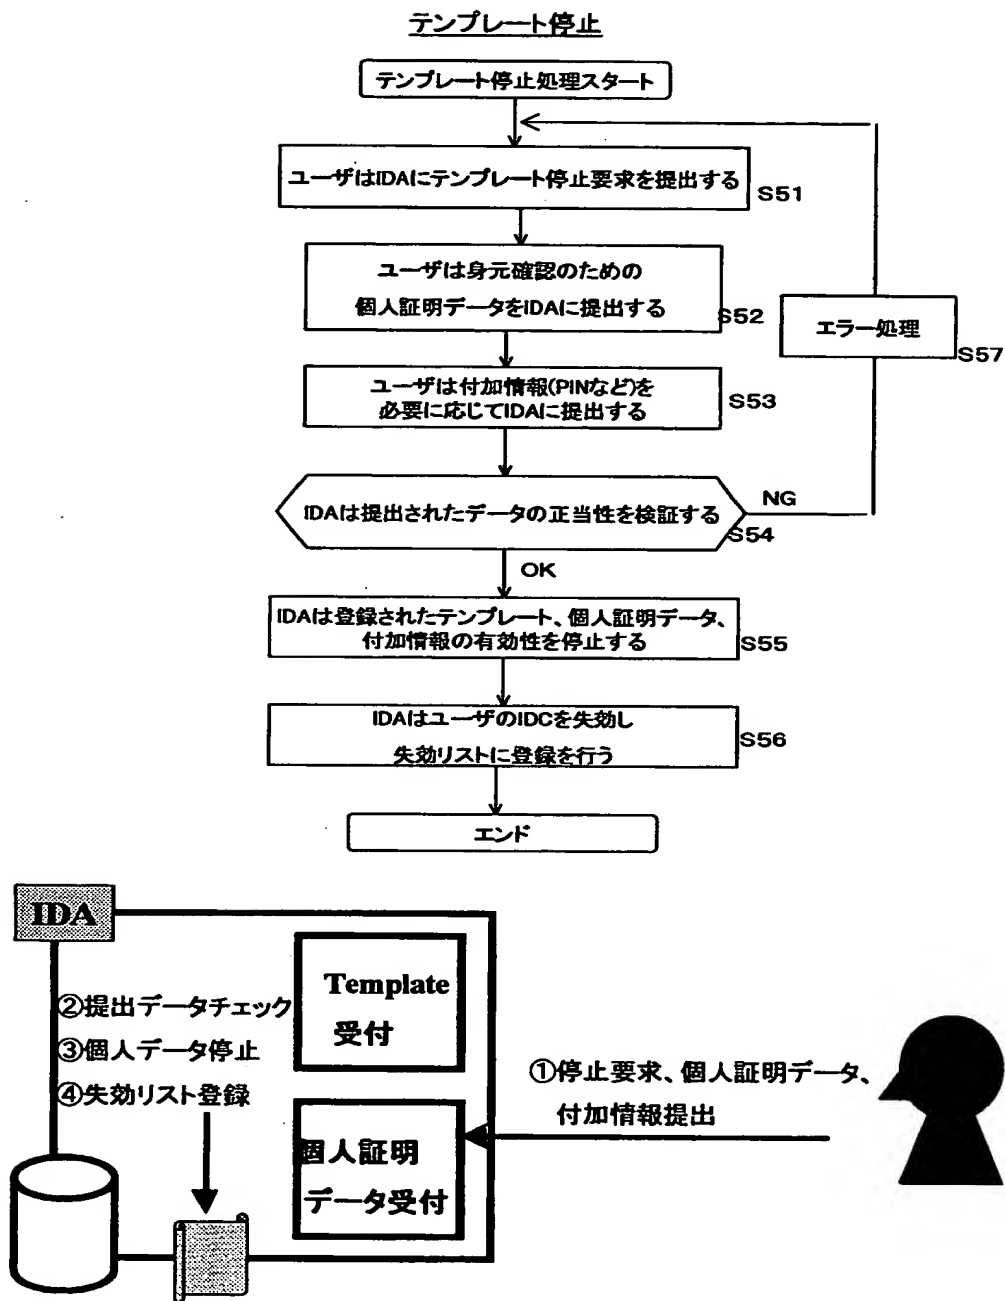 テンプレート停止
テンプレート停止処理スタート
ユーザはIDAにテンプレート停止要求を提出する
S51
ユーザは身元確認のための
個人証明データをIDAに提出する
S52
エラー処理
S57
ユーザは付加情報(PINなど)を
必要に応じてIDAに提出する
S53
IDAは提出されたデータの正当性を検証する
NG
S54
OK
IDAは登録されたテンプレート、個人証明データ、
付加情報の有効性を停止する
S55
IDAはユーザのIDCを失効し
失効リストに登録を行う
S56
エンド
IDA
Template
受付
②提出データチェック
③個人データ停止
④失効リスト登録
①停止要求、個人証明データ、
付加情報提出
個人証明
データ受付